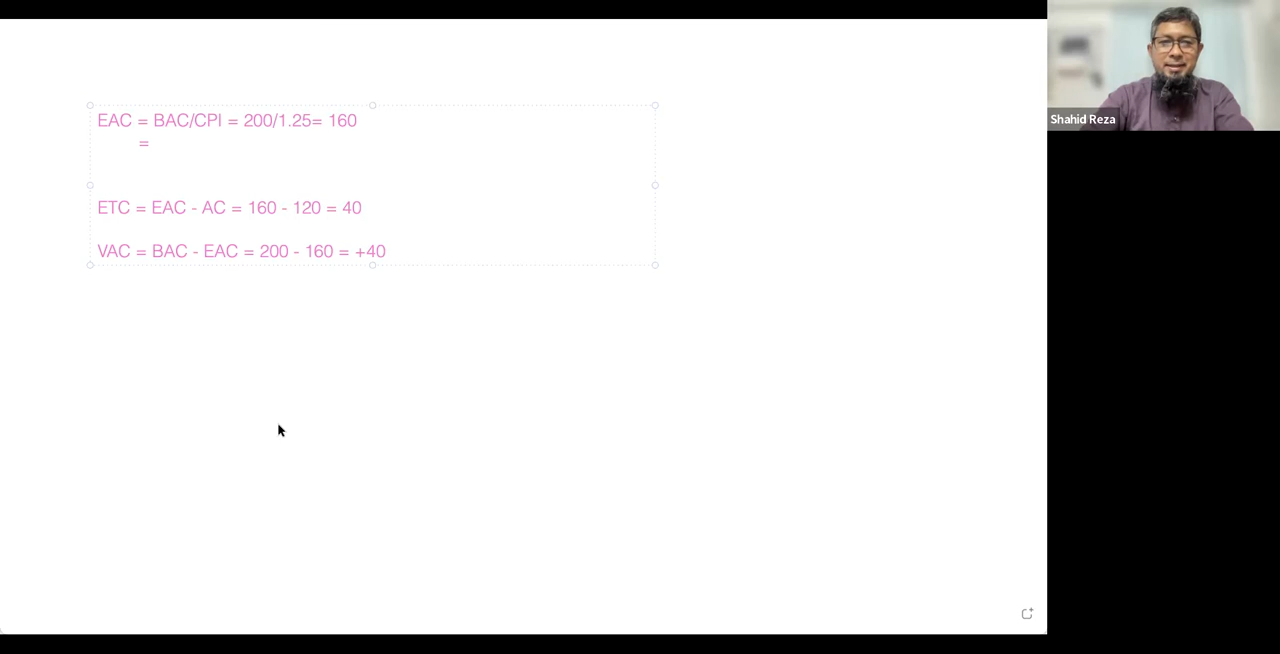 EAC = BAC/CPI = 200/1.25= 160
=
ETC = EAC - AC = 160 - 120 = 40
VAC = BAC - EAC = 200 - 160 = +40
Shahid Reza